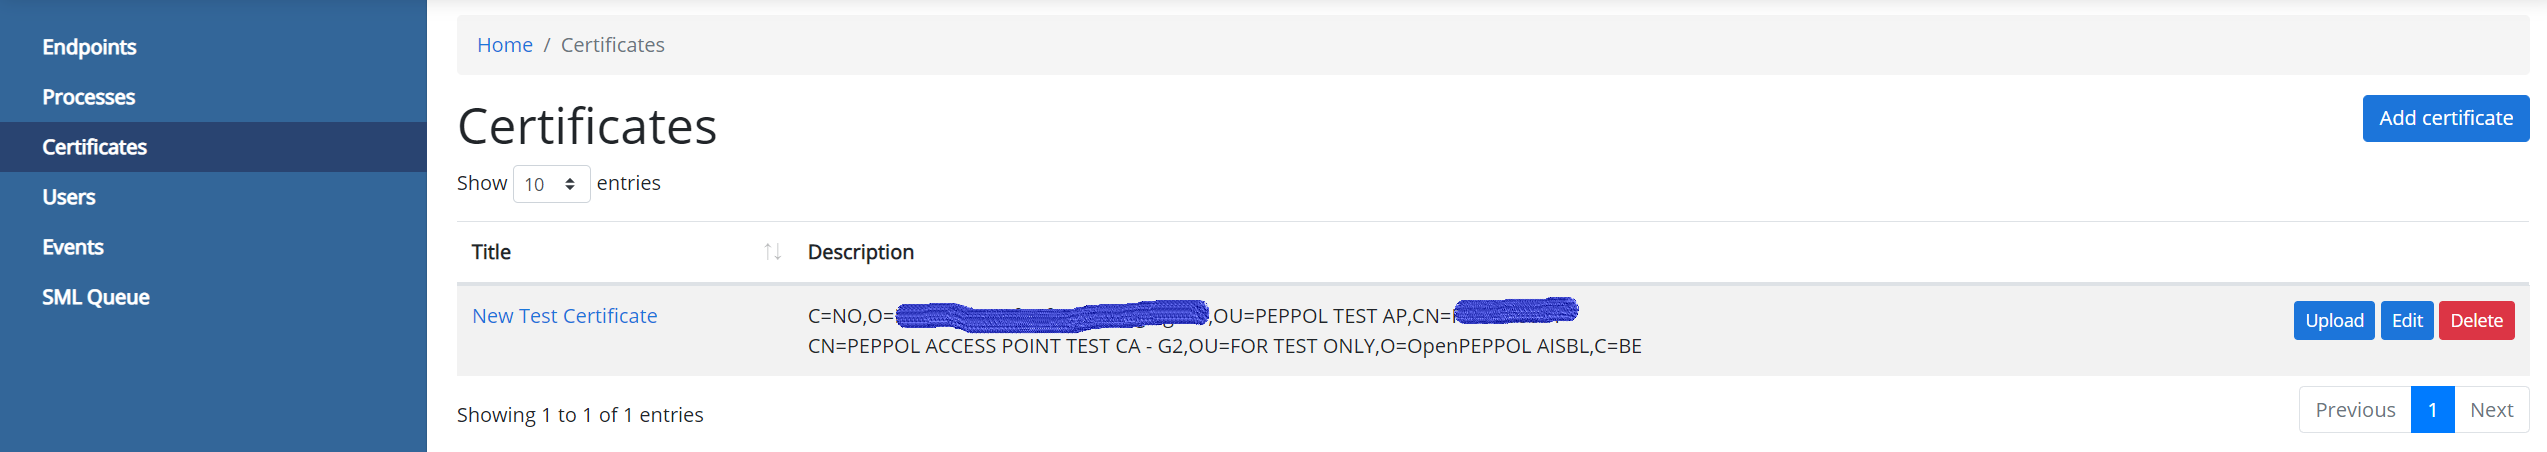 Endpoints
Processes
Certificates
Users
Events
SML Queue
Home / Certificates
Certificates
Add certificate
Show 10 entries
Title Description
New Test Certificate C=NO,O= ,OU=PEPPOL TEST AP,CN=
CN=PEPPOL ACCESS POINT TEST CA - G2,OU=FOR TEST ONLY,O=OpenPEPPOL AISBL,C=BE
Upload Edit Delete
Showing 1 to 1 of 1 entries
Previous 1 Next